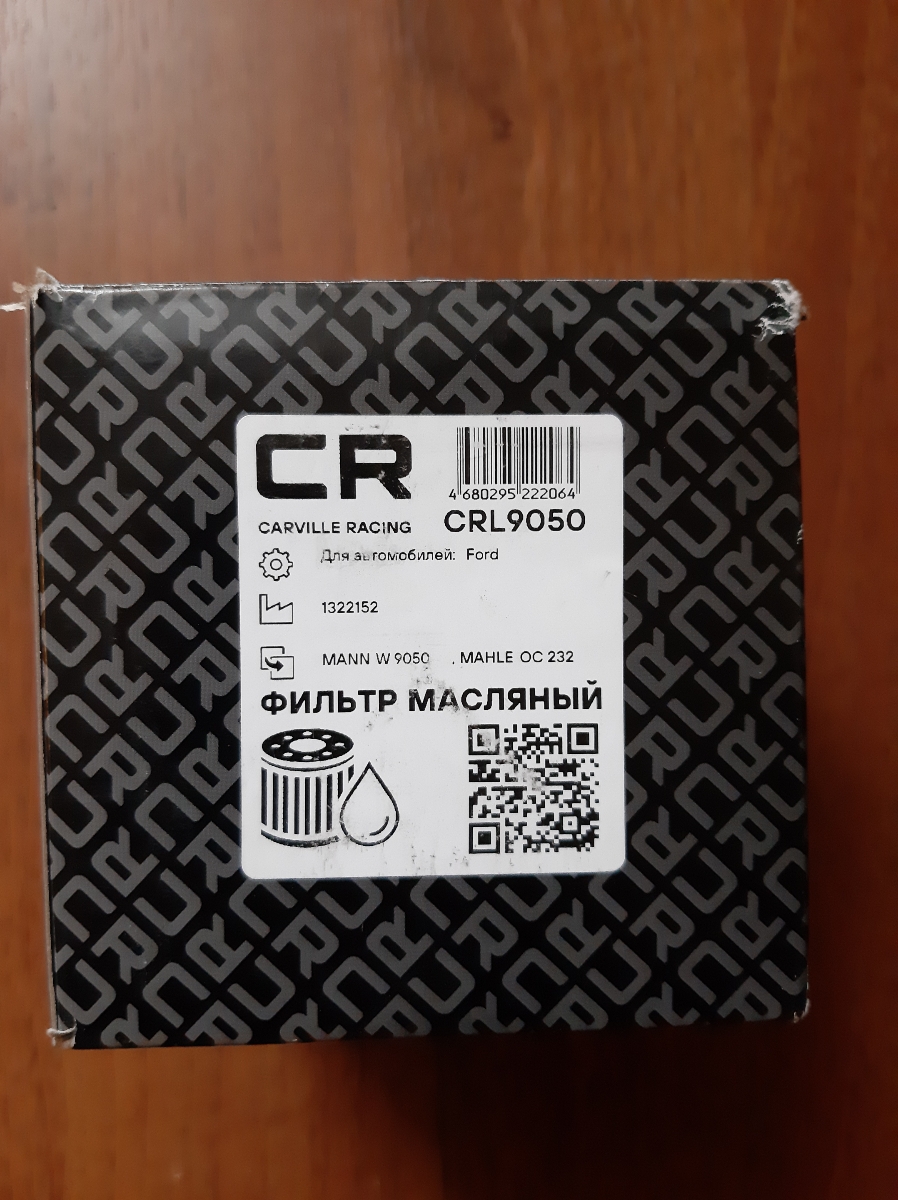 CR
4 680295 222064
CARVILLE RACING
CRL9050
Для автомобилей: Ford
1322152
MANN W 9050 , MAHLE OC 232
ФИЛЬТР МАСЛЯНЫЙ